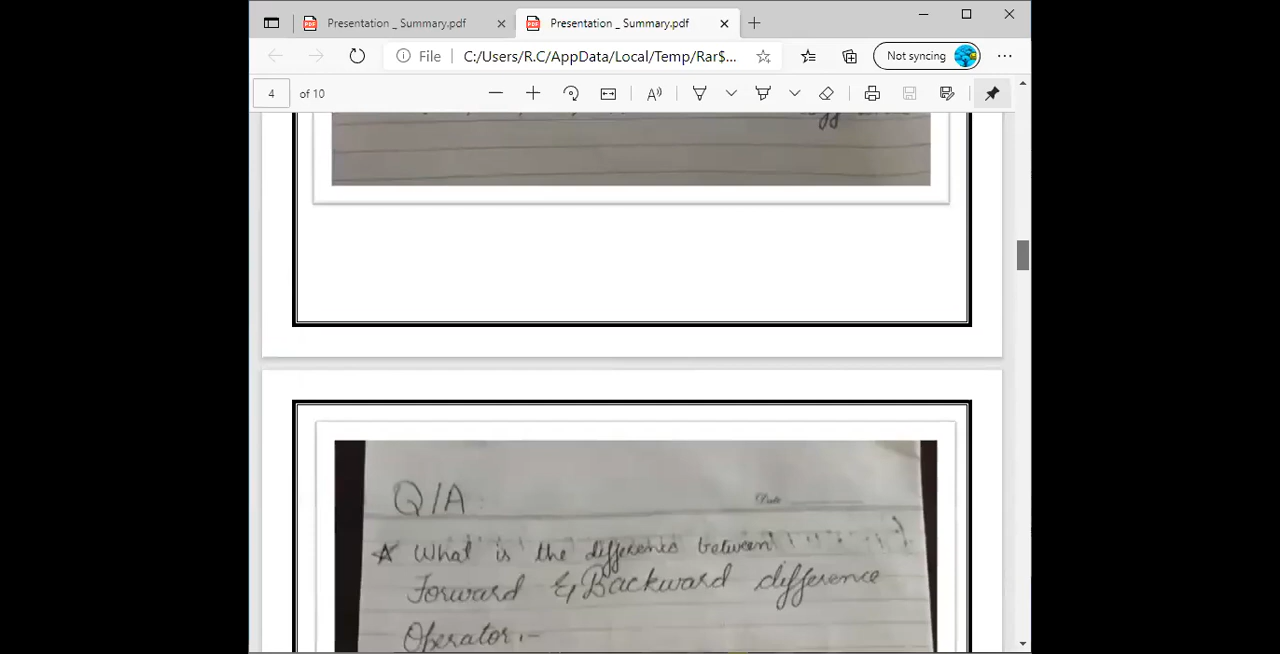 Presentation _ Summary.pdf
Presentation _ Summary.pdf
File
C:/Users/R.C/AppData/Local/Temp/Rar$...
Not syncing
4 of 10
Q/A
Date
What is the difference between
Forward & Backward difference
Operator :-